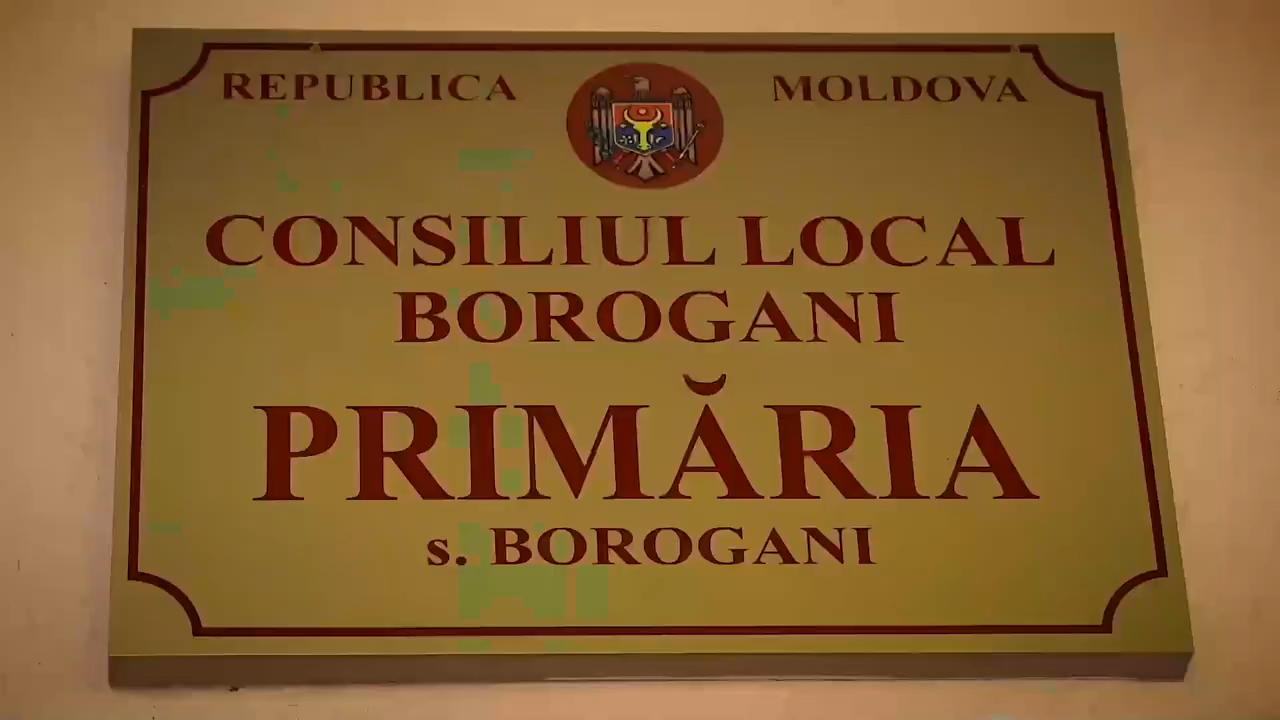 REPUBLICA MOLDOVA
CONSILIUL LOCAL
BOROGANI
PRIMĂRIA
s. BOROGANI